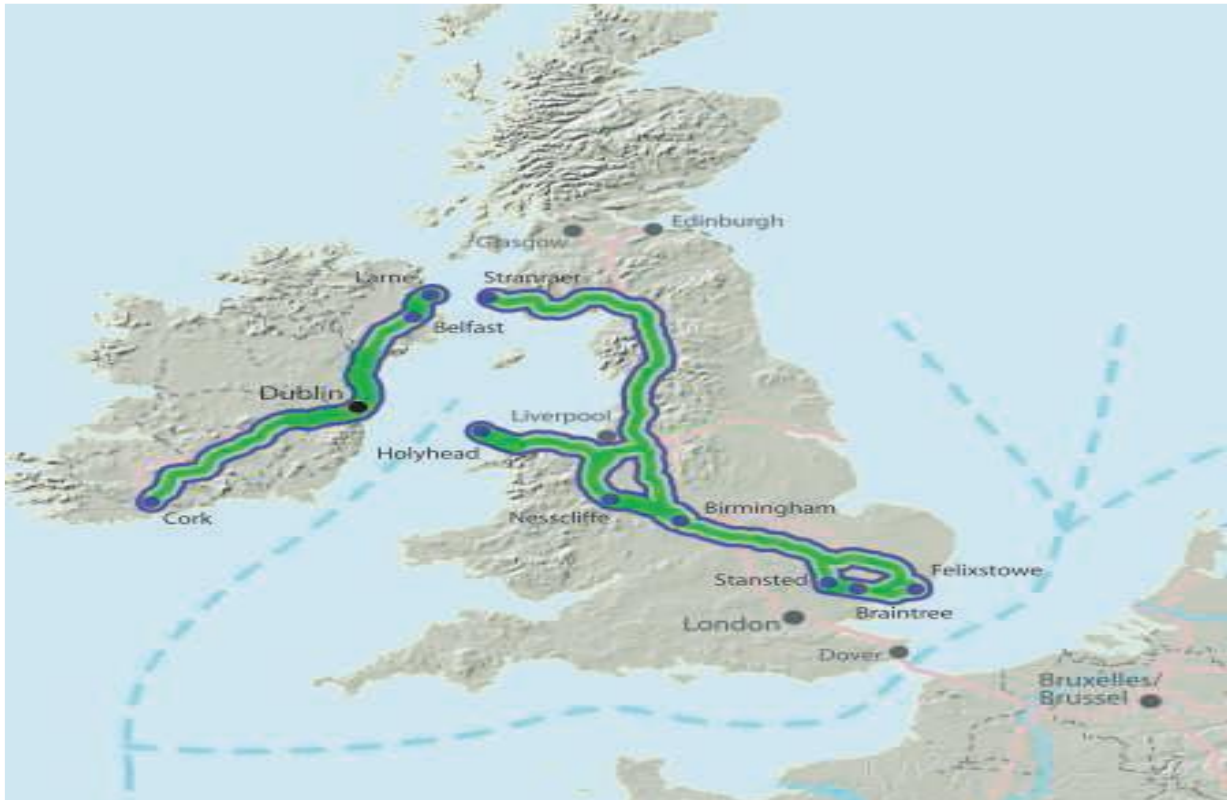 Edinburgh
Glasgow
Larne
Stranraer
Belfast
Dublin
Liverpool
Holyhead
Cork
Nesscliffe
Birmingham
Stansted
Felixstowe
Braintree
London
Dover
Bruxelles/
Brussel